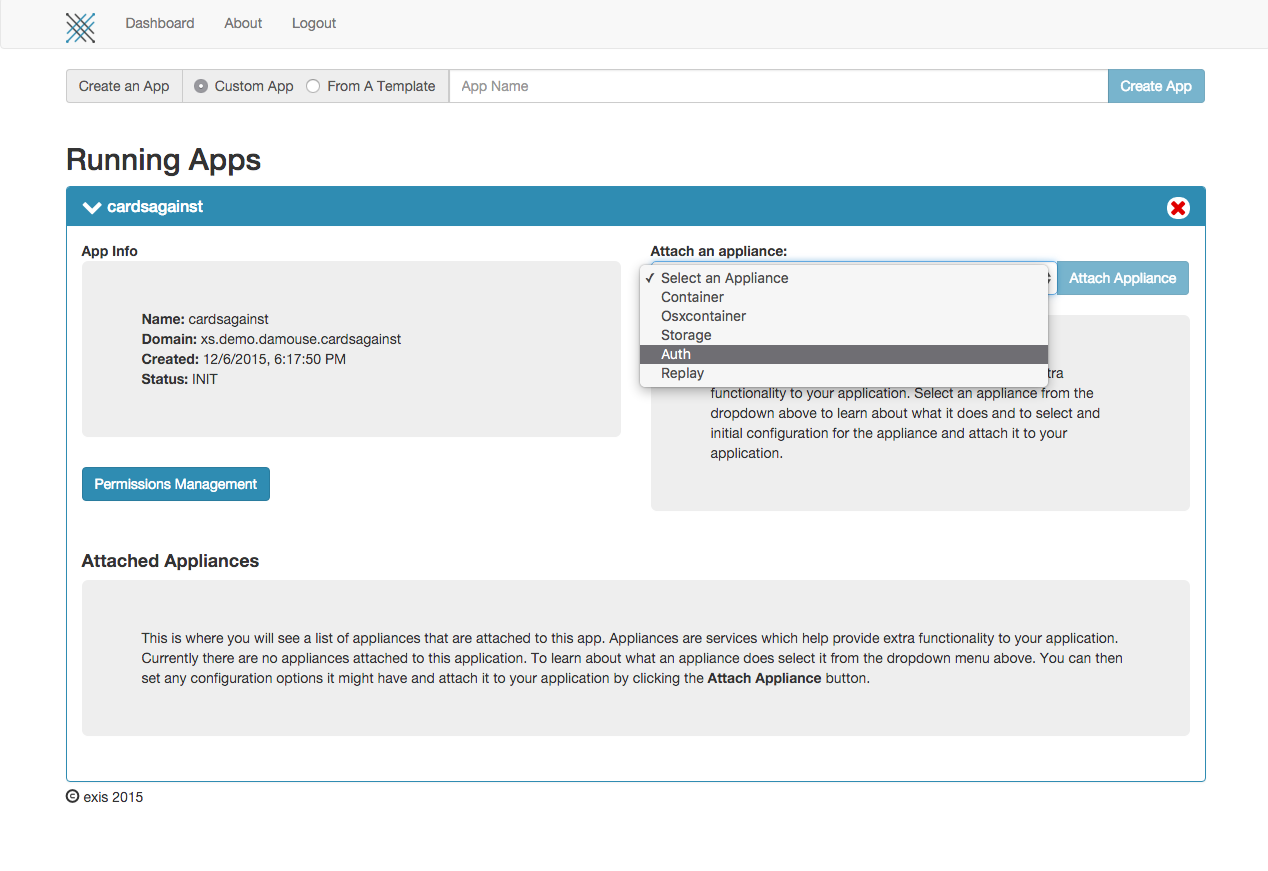 Dashboard About Logout
Create an App Custom App From A Template App Name Create App
Running Apps
cardsagainst
App Info
Name: cardsagainst
Domain: xs.demo.damouse.cardsagainst
Created: 12/6/2015, 6:17:50 PM
Status: INIT
Permissions Management
Attach an appliance:
✓ Select an Appliance
Container
Osxcontainer
Storage
Auth
Replay
Attach Appliance
functionality to your application. Select an appliance from the
dropdown above to learn about what it does and to select and
initial configuration for the appliance and attach it to your
application.
Attached Appliances
This is where you will see a list of appliances that are attached to this app. Appliances are services which help provide extra functionality to your application.
Currently there are no appliances attached to this application. To learn about what an appliance does select it from the dropdown menu above. You can then
set any configuration options it might have and attach it to your application by clicking the Attach Appliance button.
© exis 2015